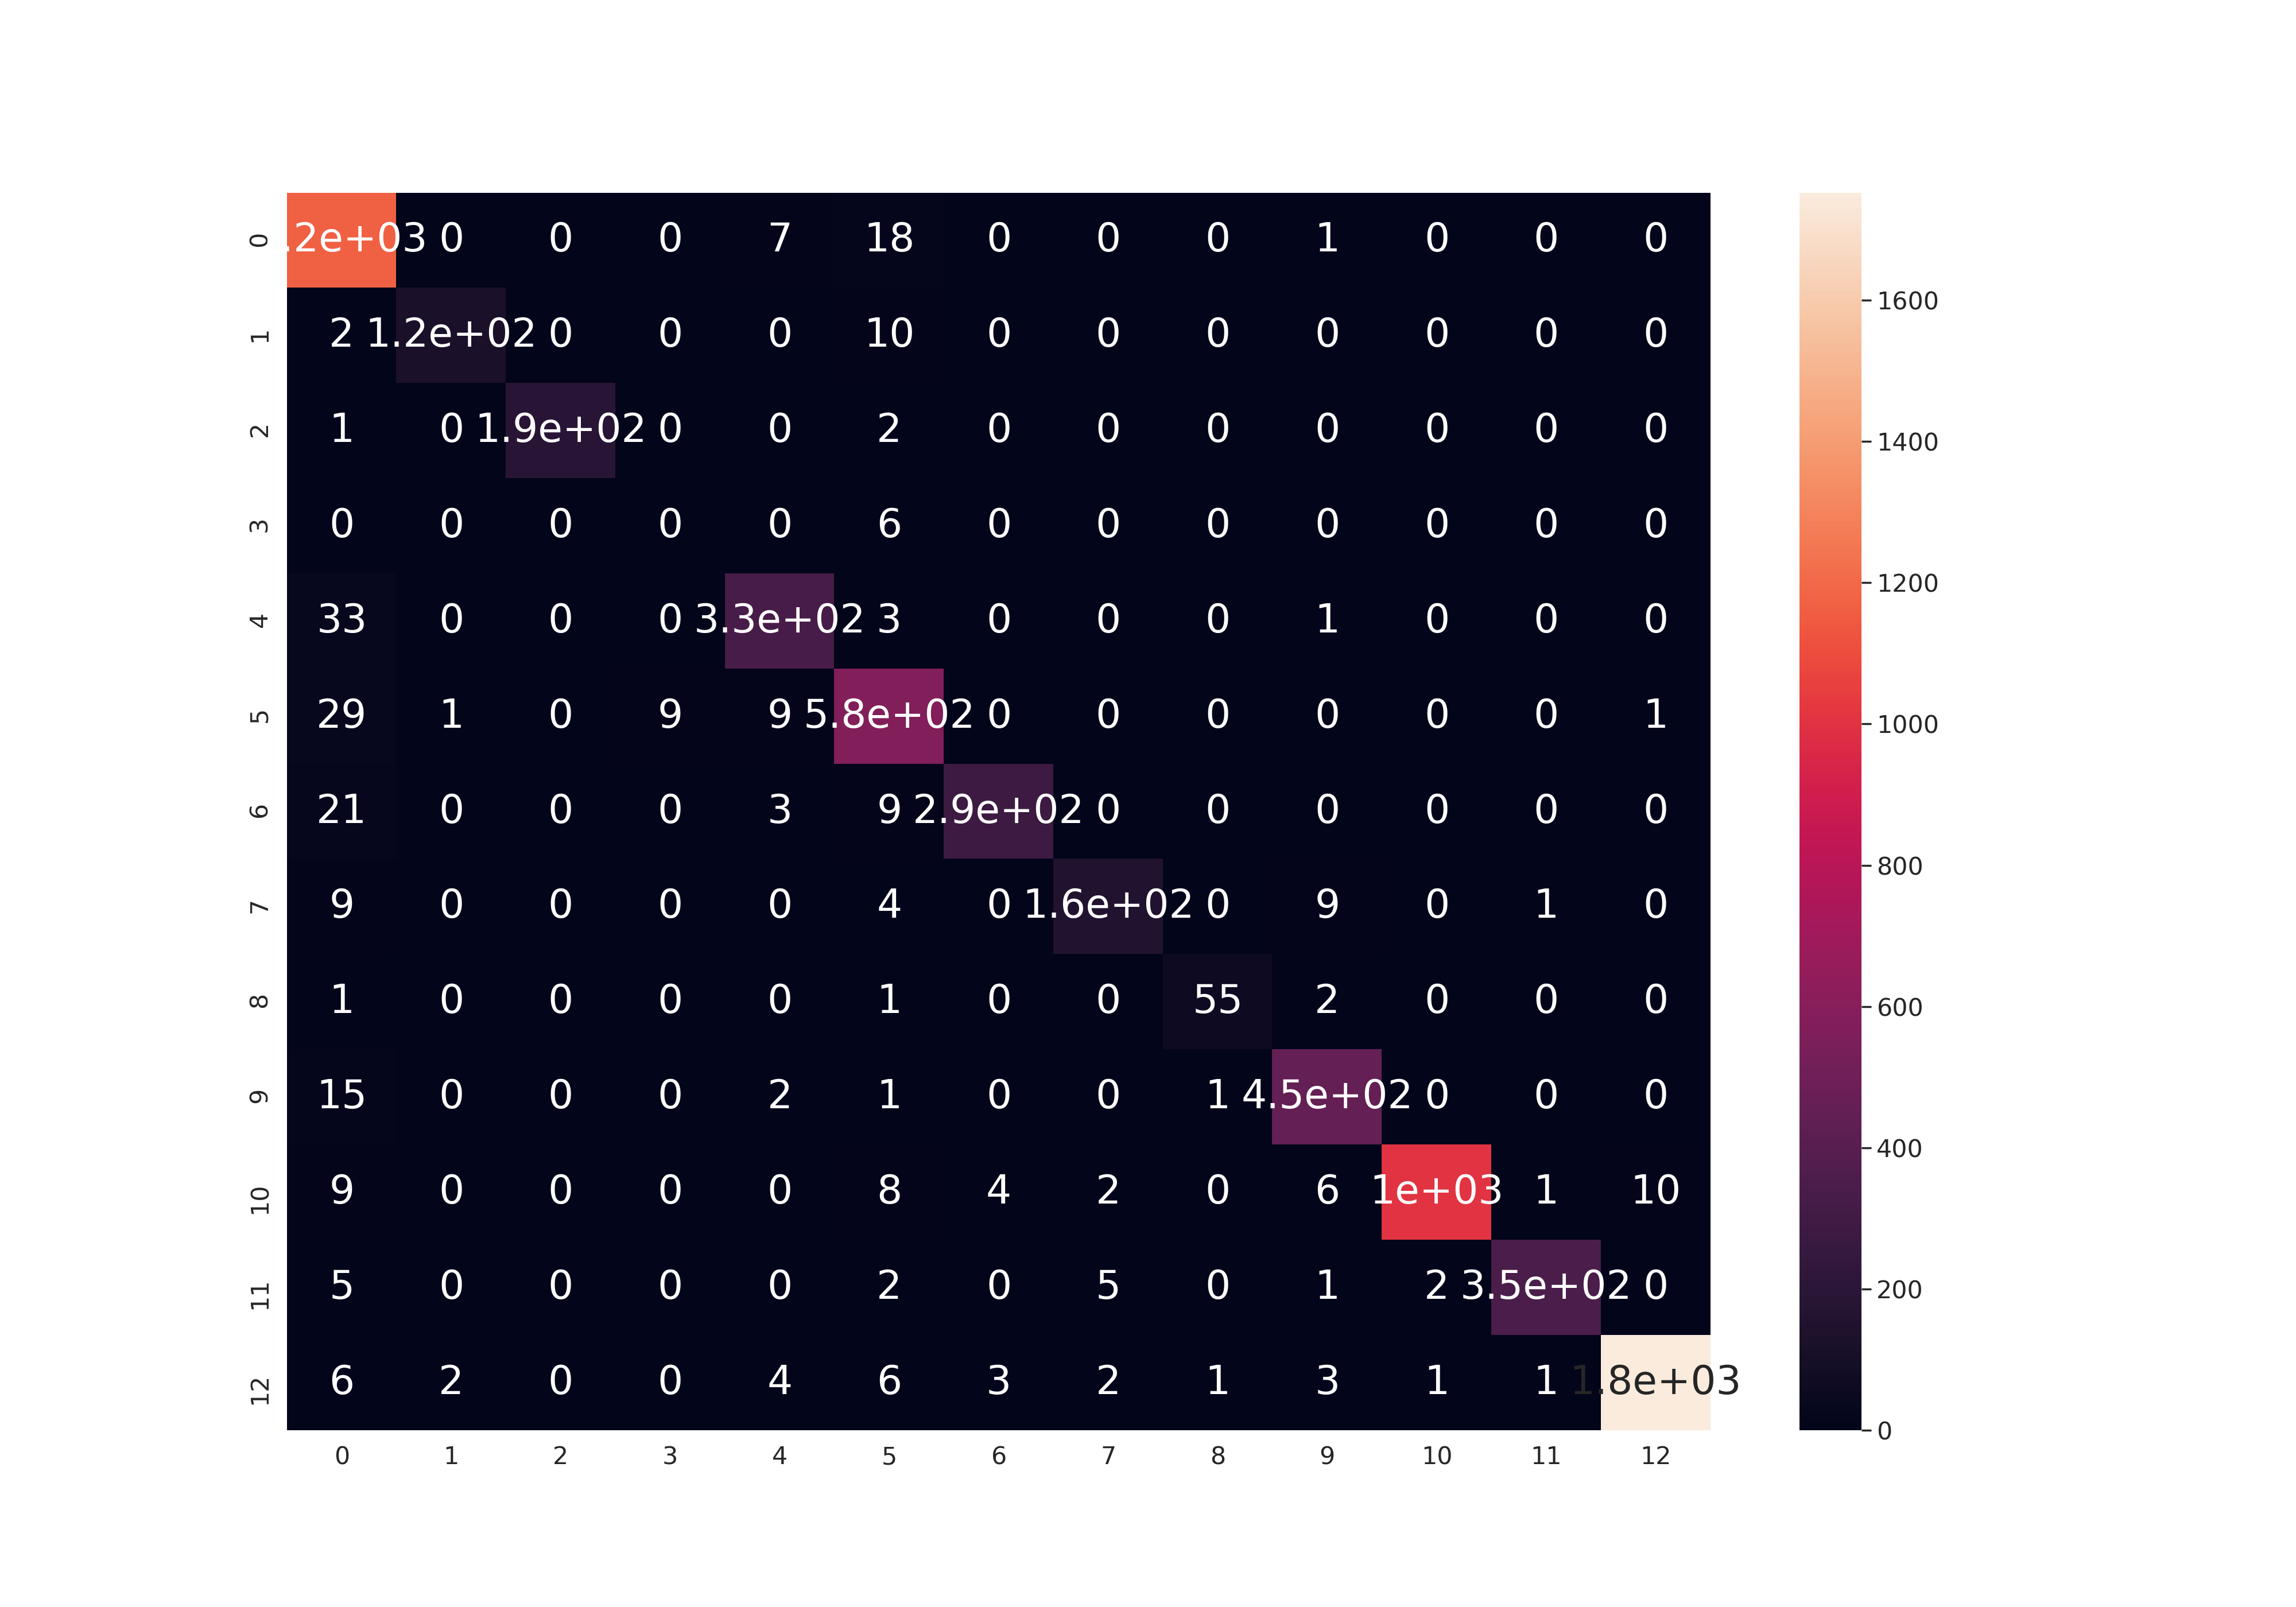 0 .2e+03 0 0 0 7 18 0 0 0 1 0 0 0
1 2 1.2e+02 0 0 0 10 0 0 0 0 0 0 0
2 1 0 1.9e+02 0 0 2 0 0 0 0 0 0 0
3 0 0 0 0 0 6 0 0 0 0 0 0 0
4 33 0 0 0 3.3e+02 3 0 0 0 1 0 0 0
5 29 1 0 9 9 5.8e+02 0 0 0 0 0 0 1
6 21 0 0 0 3 9 2.9e+02 0 0 0 0 0 0
7 9 0 0 0 0 4 0 1.6e+02 0 9 0 1 0
8 1 0 0 0 0 1 0 0 55 2 0 0 0
9 15 0 0 0 2 1 0 0 1 4.5e+02 0 0 0
10 9 0 0 0 0 8 4 2 0 6 1e+03 1 10
11 5 0 0 0 0 2 0 5 0 1 2 3.5e+02 0
12 6 2 0 0 4 6 3 2 1 3 1 1 1.8e+03
0 1 2 3 4 5 6 7 8 9 10 11 12
1600
1400
1200
1000
800
600
400
200
0